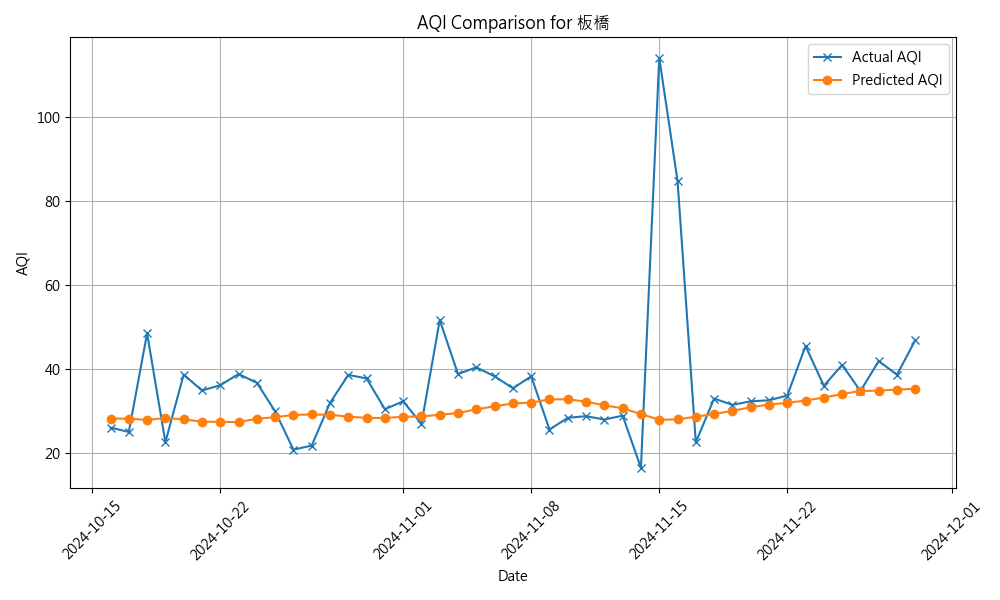 AQI Comparison for 板橋
Actual AQI
Predicted AQI
AQI
100
80
60
40
20
2024-10-15
2024-10-22
2024-11-01
2024-11-08
2024-11-15
2024-11-22
2024-12-01
Date